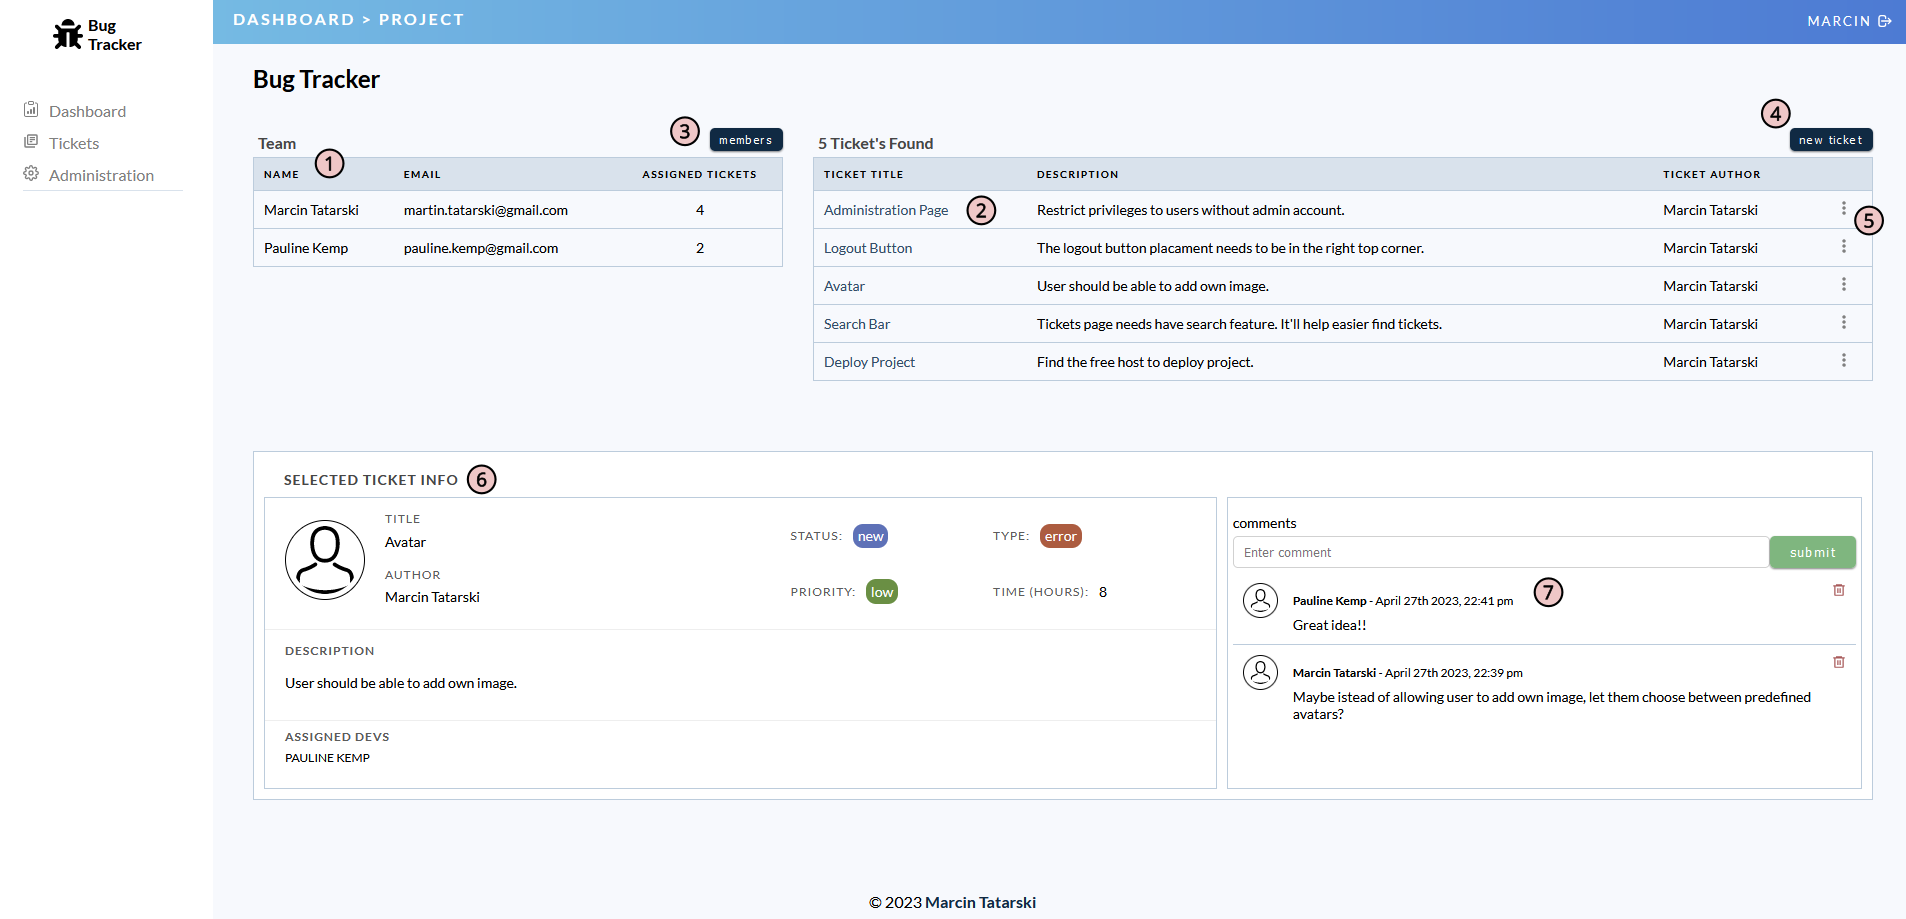 Bug
Tracker
Dashboard
Tickets
Administration
DASHBOARD > PROJECT
MARCIN
Bug Tracker
Team
3
members
1
NAME EMAIL ASSIGNED TICKETS
Marcin Tatarski martin.tatarski@gmail.com 4
Pauline Kemp pauline.kemp@gmail.com 2
5 Ticket's Found
4
new ticket
TICKET TITLE DESCRIPTION TICKET AUTHOR
Administration Page 2 Restrict privileges to users without admin account. Marcin Tatarski 5
Logout Button The logout button placament needs to be in the right top corner. Marcin Tatarski
Avatar User should be able to add own image. Marcin Tatarski
Search Bar Tickets page needs have search feature. It'll help easier find tickets. Marcin Tatarski
Deploy Project Find the free host to deploy project. Marcin Tatarski
SELECTED TICKET INFO 6
TITLE
Avatar
AUTHOR
Marcin Tatarski
STATUS: new TYPE: error
PRIORITY: low TIME (HOURS): 8
DESCRIPTION
User should be able to add own image.
ASSIGNED DEVS
PAULINE KEMP
comments
Enter comment submit
Pauline Kemp - April 27th 2023, 22:41 pm 7
Great idea!!
Marcin Tatarski - April 27th 2023, 22:39 pm
Maybe istead of allowing user to add own image, let them choose between predefined
avatars?
© 2023 Marcin Tatarski